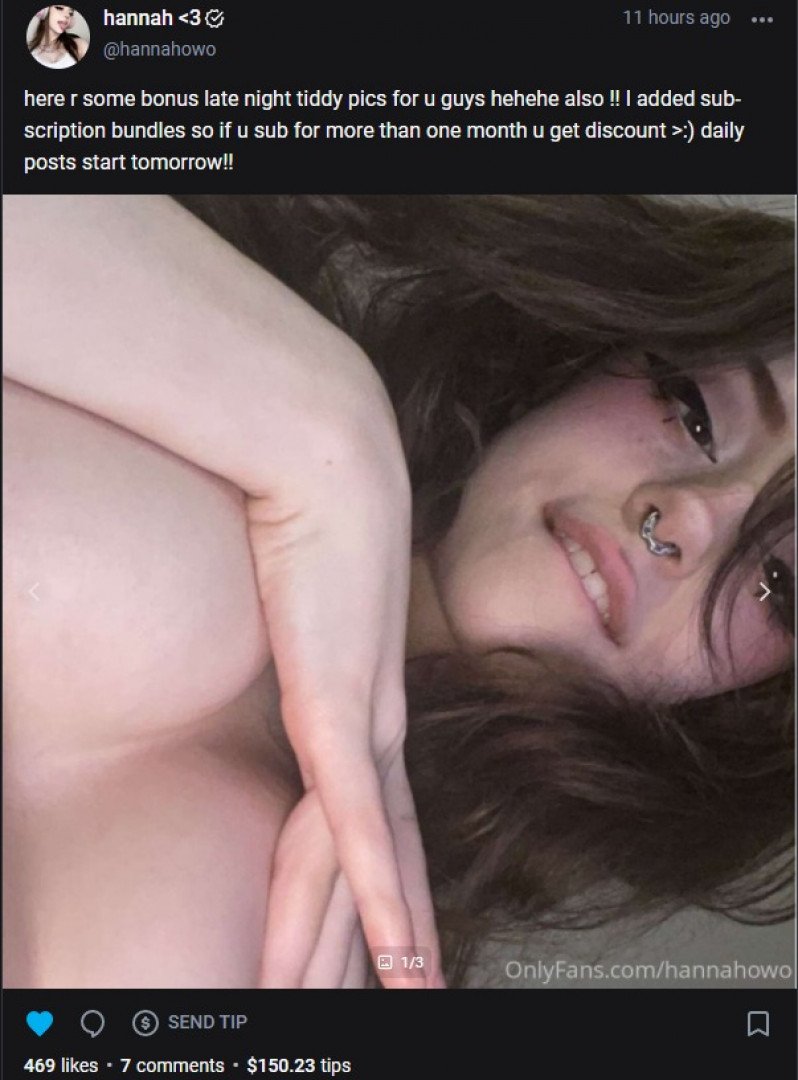 hannah <3
11 hours ago
@hannahowo
here r some bonus late night tiddy pics for u guys hehehe also !! I added sub-
scription bundles so if u sub for more than one month u get discount >:) daily
posts start tomorrow!!
1/3
OnlyFans.com/hannahowo
SEND TIP
469 likes • 7 comments • $150.23 tips